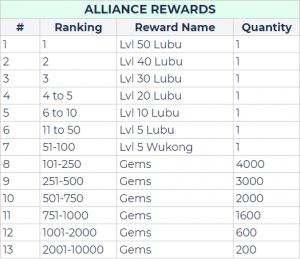 ALLIANCE REWARDS
# Ranking Reward Name Quantity
1 1 Lvl 50 Lubu 1
2 2 Lvl 40 Lubu 1
3 3 Lvl 30 Lubu 1
4 4 to 5 Lvl 20 Lubu 1
5 6 to 10 Lvl 10 Lubu 1
6 11 to 50 Lvl 5 Lubu 1
7 51-100 Lvl 5 Wukong 1
8 101-250 Gems 4000
9 251-500 Gems 3000
10 501-750 Gems 2000
11 751-1000 Gems 1600
12 1001-2000 Gems 600
13 2001-10000 Gems 200